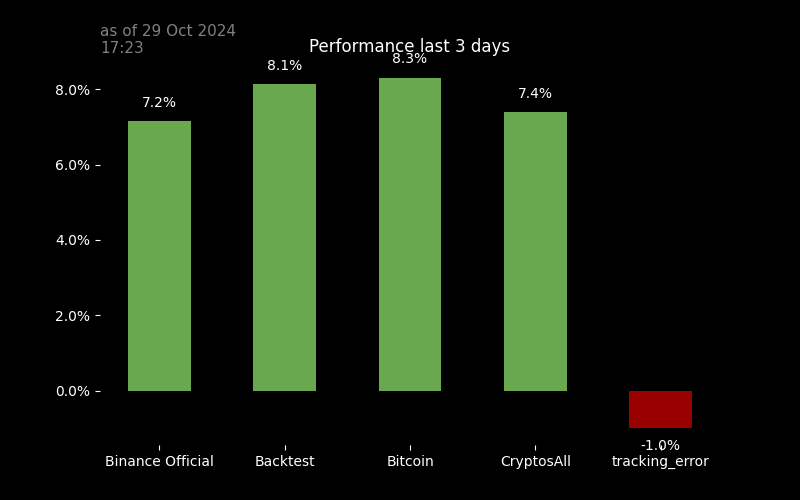 as of 29 Oct 2024
17:23
Performance last 3 days
7.2%
8.1%
8.3%
7.4%
-1.0%
8.0%
6.0%
4.0%
2.0%
0.0%
Binance Official
Backtest
Bitcoin
CryptosAll
tracking_error